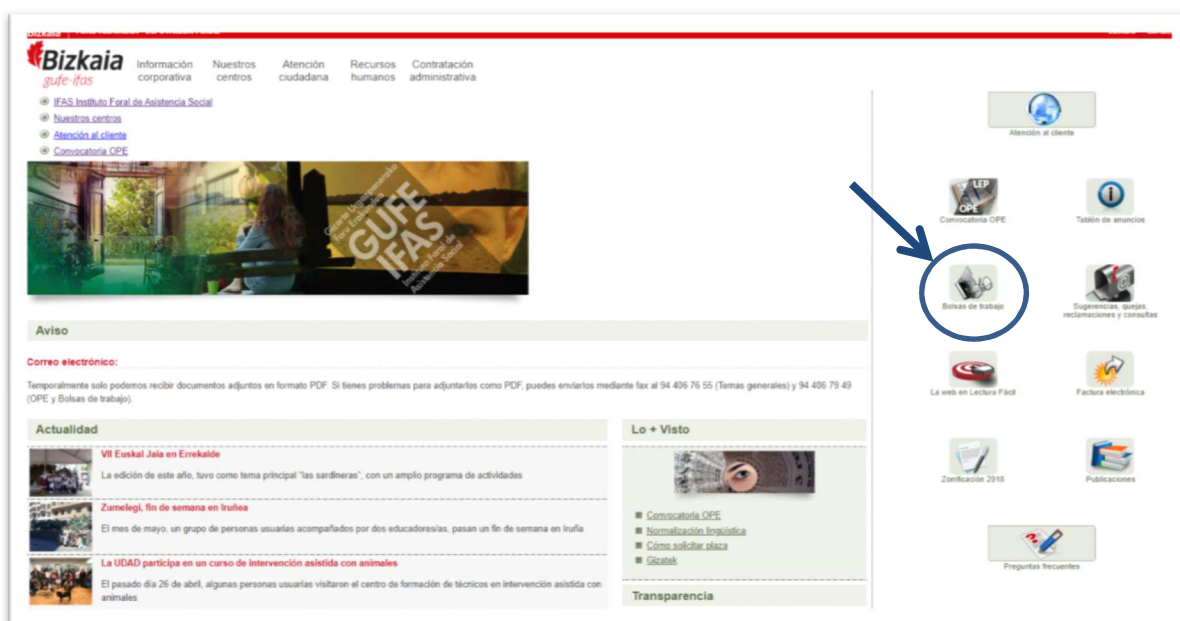 Bizkaia
gufe-ifas
Información corporativa
Nuestros centros
Atención ciudadana
Recursos humanos
Contratación administrativa
IFAS Instituto Foral de Asistencia Social
Nuestros centros
Atención al cliente
Convocatoria OPE
GUFE
IFAS
Instituto Foral de
Asistencia Social
Aviso
Correo electrónico:
Temporalmente solo podemos recibir documentos adjuntos en formato PDF. Si tienes problemas para adjuntarlos como PDF, puedes enviarlos mediante fax al 94 406 76 55 (Temas generales) y 94 406 79 49
(OPE y Bolsas de trabajo).
Actualidad
VII Euskal Jaia en Errekalde
La edición de este año, tuvo como tema principal "las sardineras", con un amplio programa de actividades
Zumelegi, fin de semana en Iruñea
El mes de mayo, un grupo de personas usuarias acompañados por dos educadores/as, pasan un fin de semana en Iruña
La UDAD participa en un curso de intervención asistida con animales
El pasado día 26 de abril, algunas personas usuarias visitaron el centro de formación de técnicos en intervención asistida con
animales
Lo + Visto
Convocatoria OPE
Normalización lingüística
Cómo solicitar plaza
Gizatek
Transparencia
Atención al cliente
LEP
OPE
Convocatoria OPE
Tablón de anuncios
Bolsas de trabajo
Sugerencias, quejas,
reclamaciones y consultas
La web en Lectura Fácil
Factura electrónica
Zonificación 2018
Publicaciones
Preguntas frecuentes